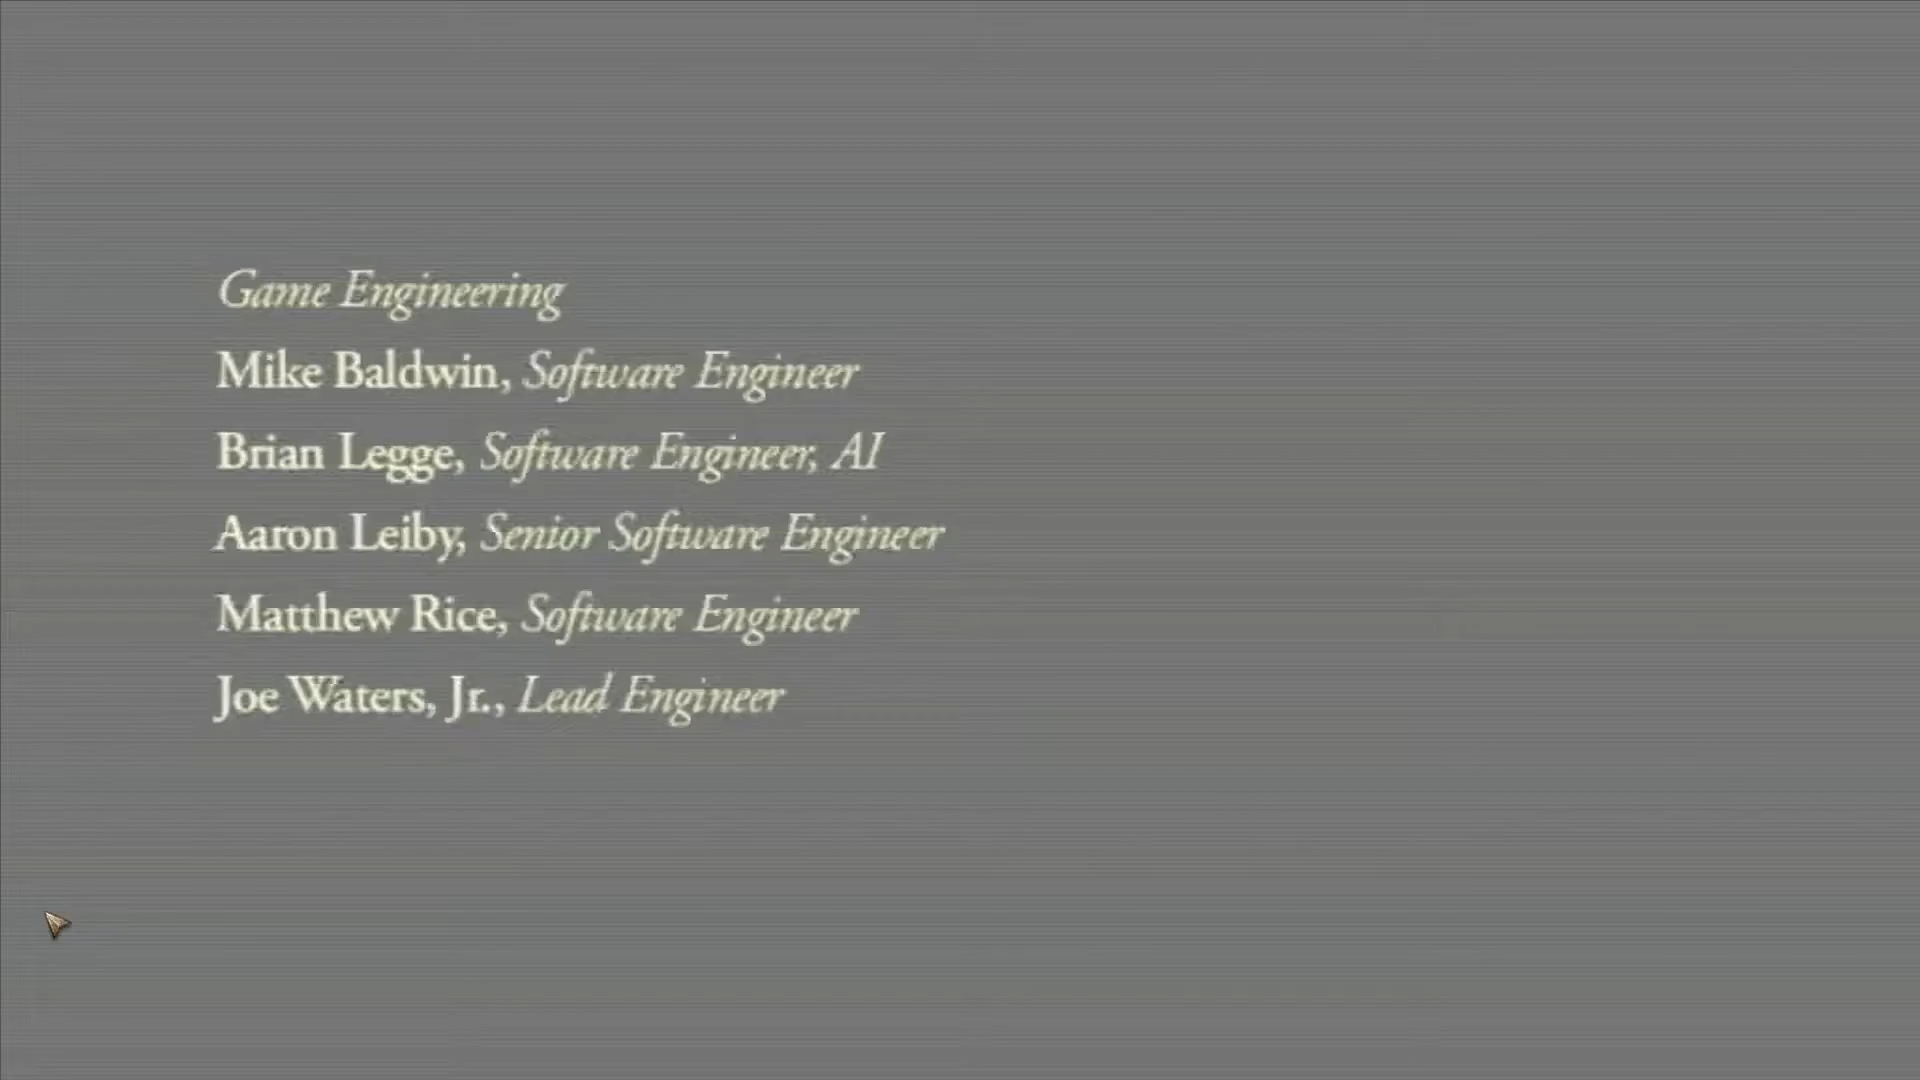 Game Engineering
Mike Baldwin, Software Engineer
Brian Legge, Software Engineer, AI
Aaron Leiby, Senior Software Engineer
Matthew Rice, Software Engineer
Joe Waters, Jr., Lead Engineer